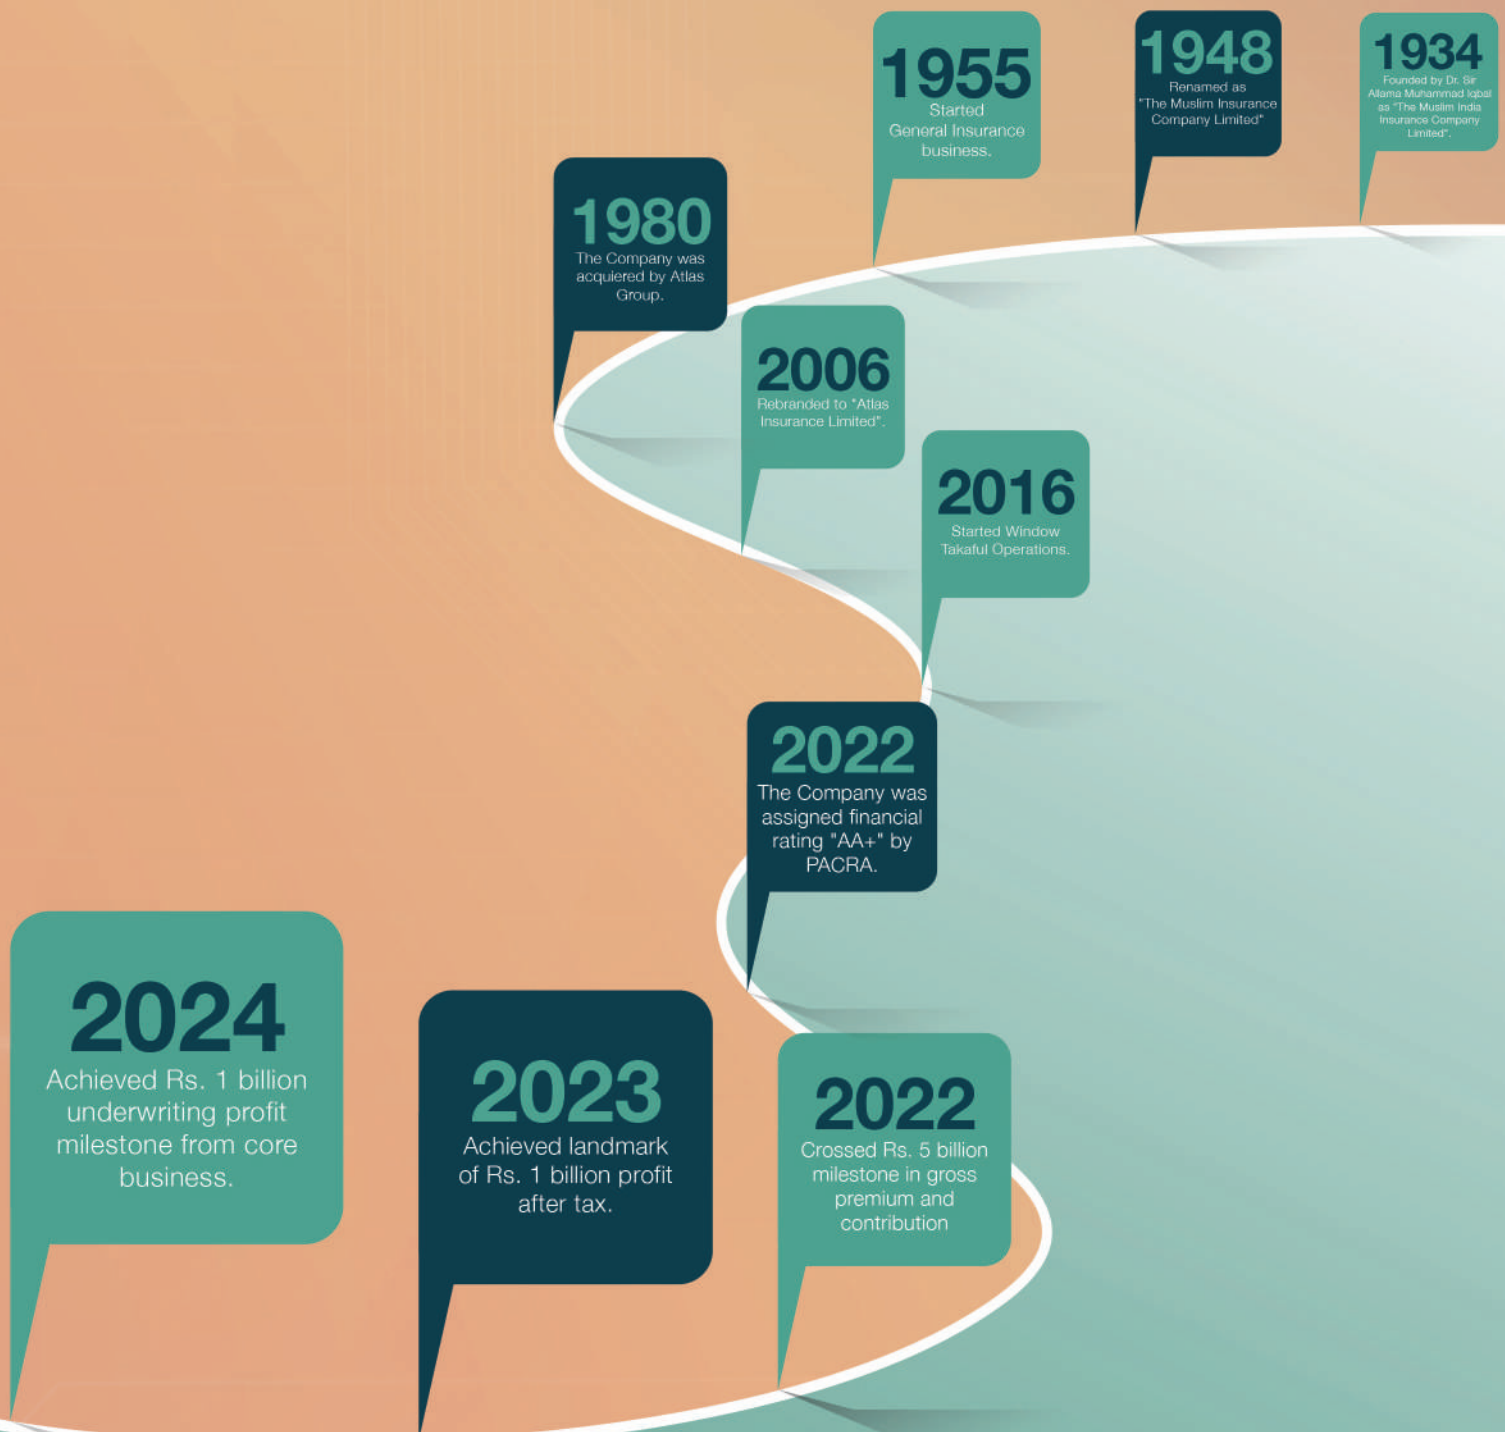 1934
Founded by Dr. Sir
Allama Muhammad Iqbal
as "The Muslim India
Insurance Company
Limited".
1948
Renamed as
"The Muslim Insurance
Company Limited"
1955
Started
General Insurance
business.
1980
The Company was
acquiered by Atlas
Group.
2006
Rebranded to "Atlas
Insurance Limited".
2016
Started Window
Takaful Operations.
2022
The Company was
assigned financial
rating "AA+" by
PACRA.
2022
Crossed Rs. 5 billion
milestone in gross
premium and
contribution
2023
Achieved landmark
of Rs. 1 billion profit
after tax.
2024
Achieved Rs. 1 billion
underwriting profit
milestone from core
business.